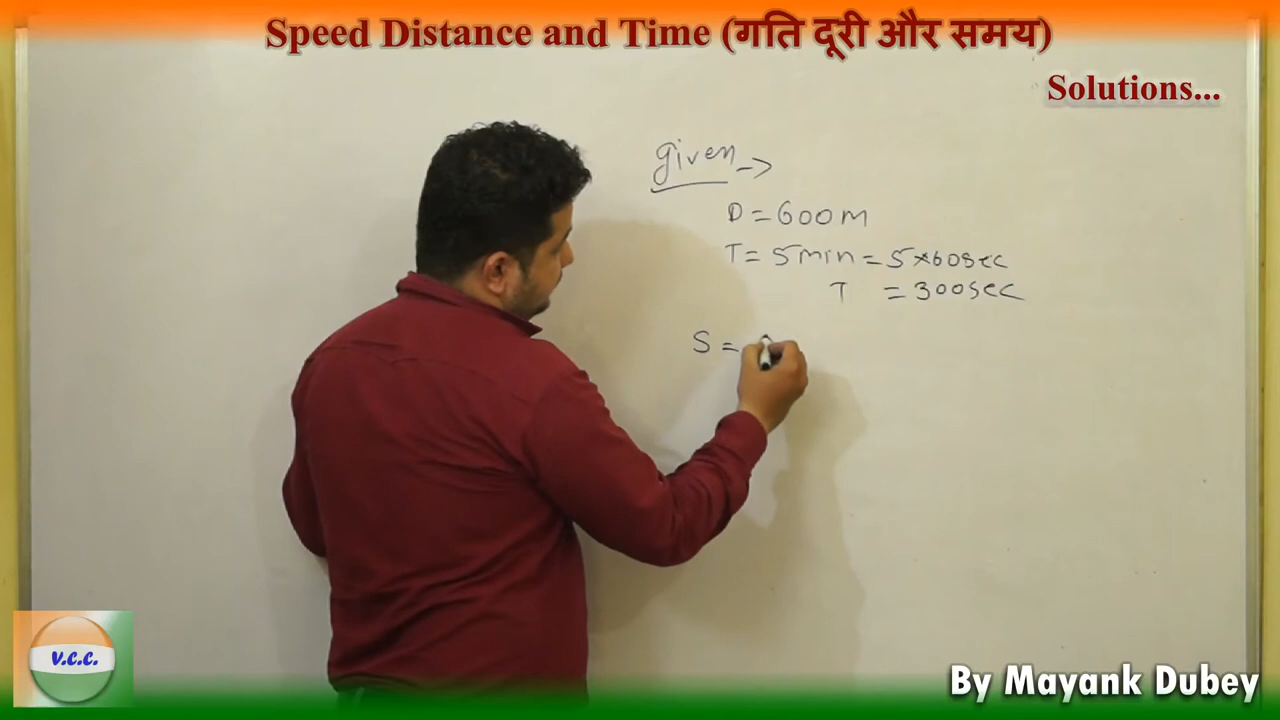 Speed Distance and Time (गति दूरी और समय)
Solutions...
given ->
D = 600m
T = 5min = 5×60sec
T = 300sec
S =
V.C.C.
By Mayank Dubey